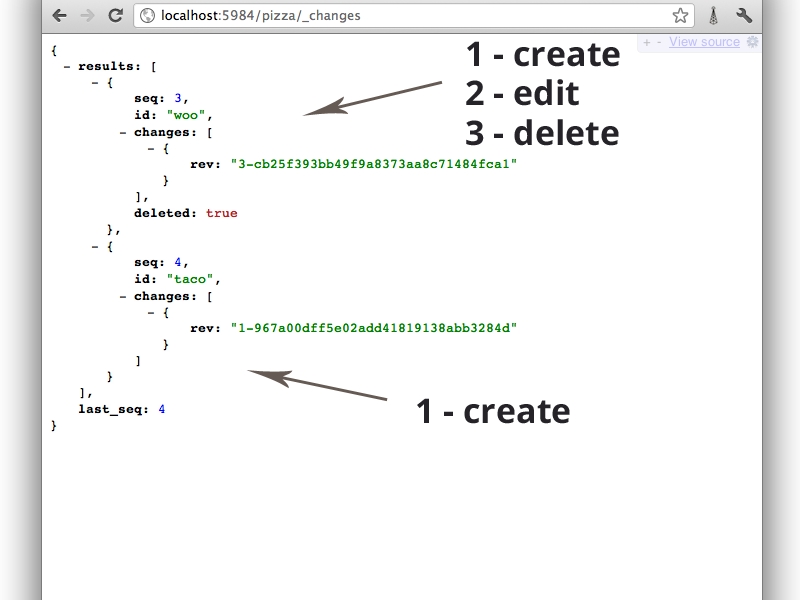 localhost:5984/pizza/_changes
+ - View source
{
– results: [
– {
seq: 3,
id: "woo",
– changes: [
– {
rev: "3-cb25f393bb49f9a8373aa8c71484fca1"
}
],
deleted: true
},
– {
seq: 4,
id: "taco",
– changes: [
– {
rev: "1-967a00dff5e02add41819138abb3284d"
}
]
}
],
last_seq: 4
}
1 - create
2 - edit
3 - delete
1 - create